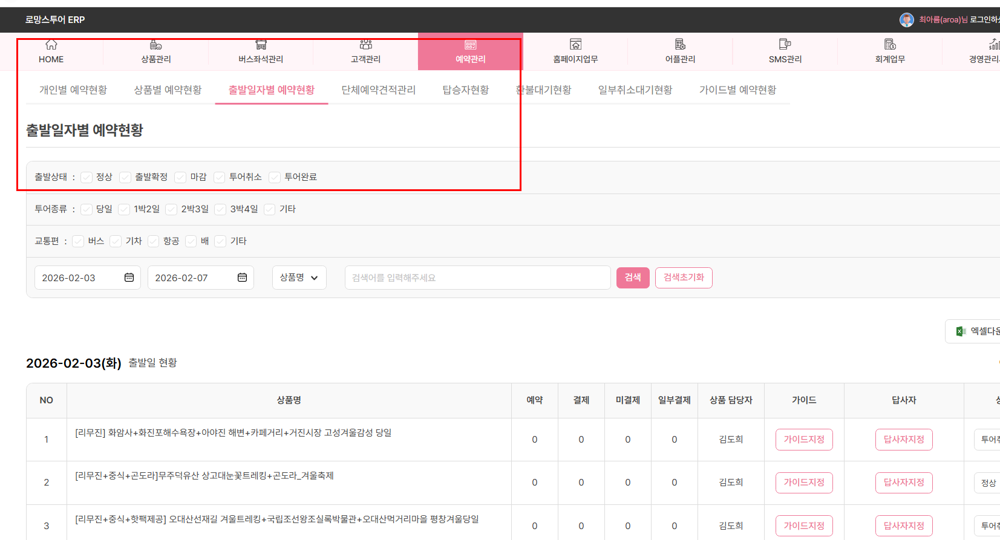 로망스투어 ERP
최아름(aroa)님 로그인하
HOME 상품관리 버스좌석관리 고객관리 예약관리 홈페이지업무 어플관리 SMS관리 회계업무 경영관리
개인별 예약현황 상품별 예약현황 출발일자별 예약현황 단체예약견적관리 탑승자현황 환불대기현황 일부취소대기현황 가이드별 예약현황
출발일자별 예약현황
출발상태 : 정상 출발확정 마감 투어취소 투어완료
투어종류 : 당일 1박2일 2박3일 3박4일 기타
교통편 : 버스 기차 항공 배 기타
2026-02-03 2026-02-07 상품명 검색어를 입력해주세요 검색 검색초기화
엑셀다운
2026-02-03(화) 출발일 현황
NO 상품명 예약 결제 미결제 일부결제 상품 담당자 가이드 답사자
1 [리무진] 화암사+화진포해수욕장+아야진 해변+카페거리+거진시장 고성겨울감성 당일 0 0 0 0 김도희 가이드지정 답사자지정 투어취
2 [리무진+중식+곤도라]무주덕유산 상고대눈꽃트레킹+곤도라_겨울축제 0 0 0 0 김도희 가이드지정 답사자지정 정상
3 [리무진+중식+핫팩제공] 오대산선재길 겨울트레킹+국립조선왕조실록박물관+오대산먹거리마을 평창겨울당일 0 0 0 0 김도희 가이드지정 답사자지정 투어취